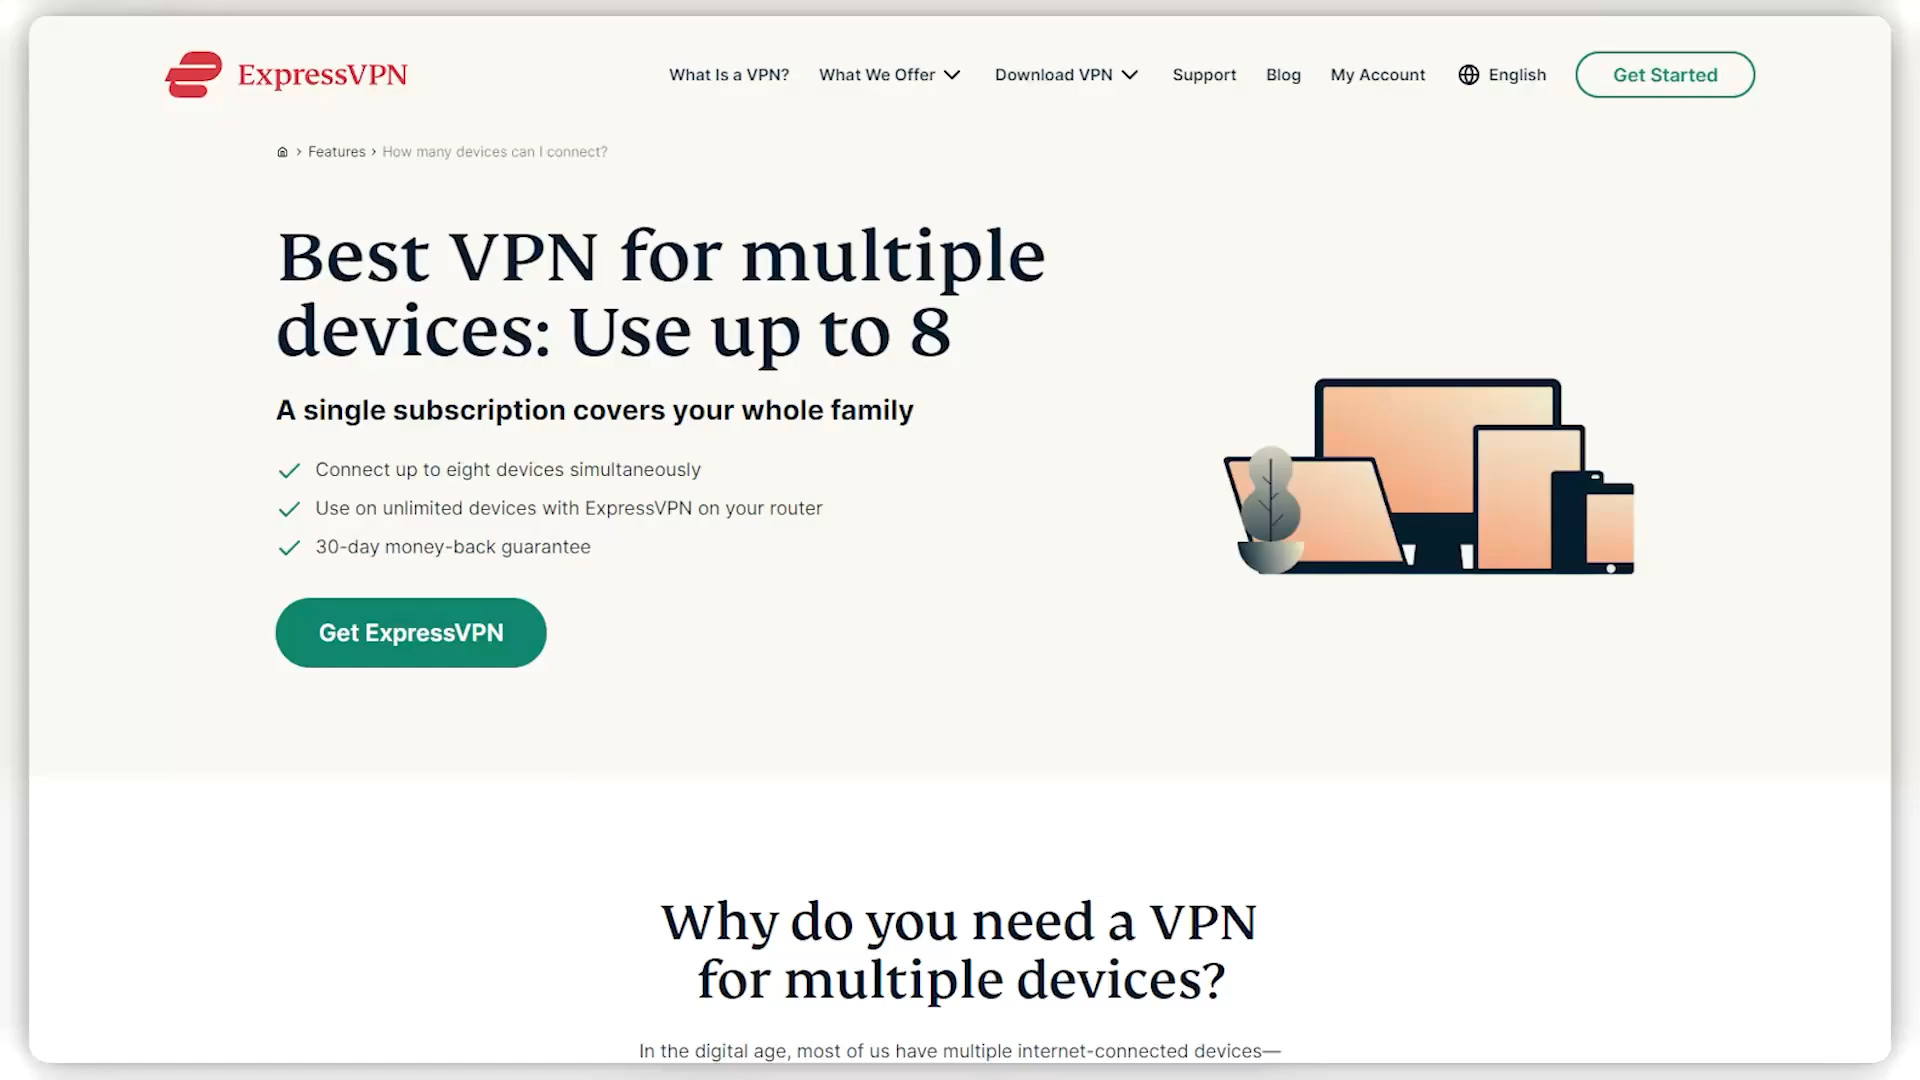 ExpressVPN
What Is a VPN? What We Offer Download VPN Support Blog My Account English Get Started
Features › How many devices can I connect?
Best VPN for multiple
devices: Use up to 8
A single subscription covers your whole family
Connect up to eight devices simultaneously
Use on unlimited devices with ExpressVPN on your router
30-day money-back guarantee
Get ExpressVPN
Why do you need a VPN
for multiple devices?
In the digital age, most of us have multiple internet-connected devices—